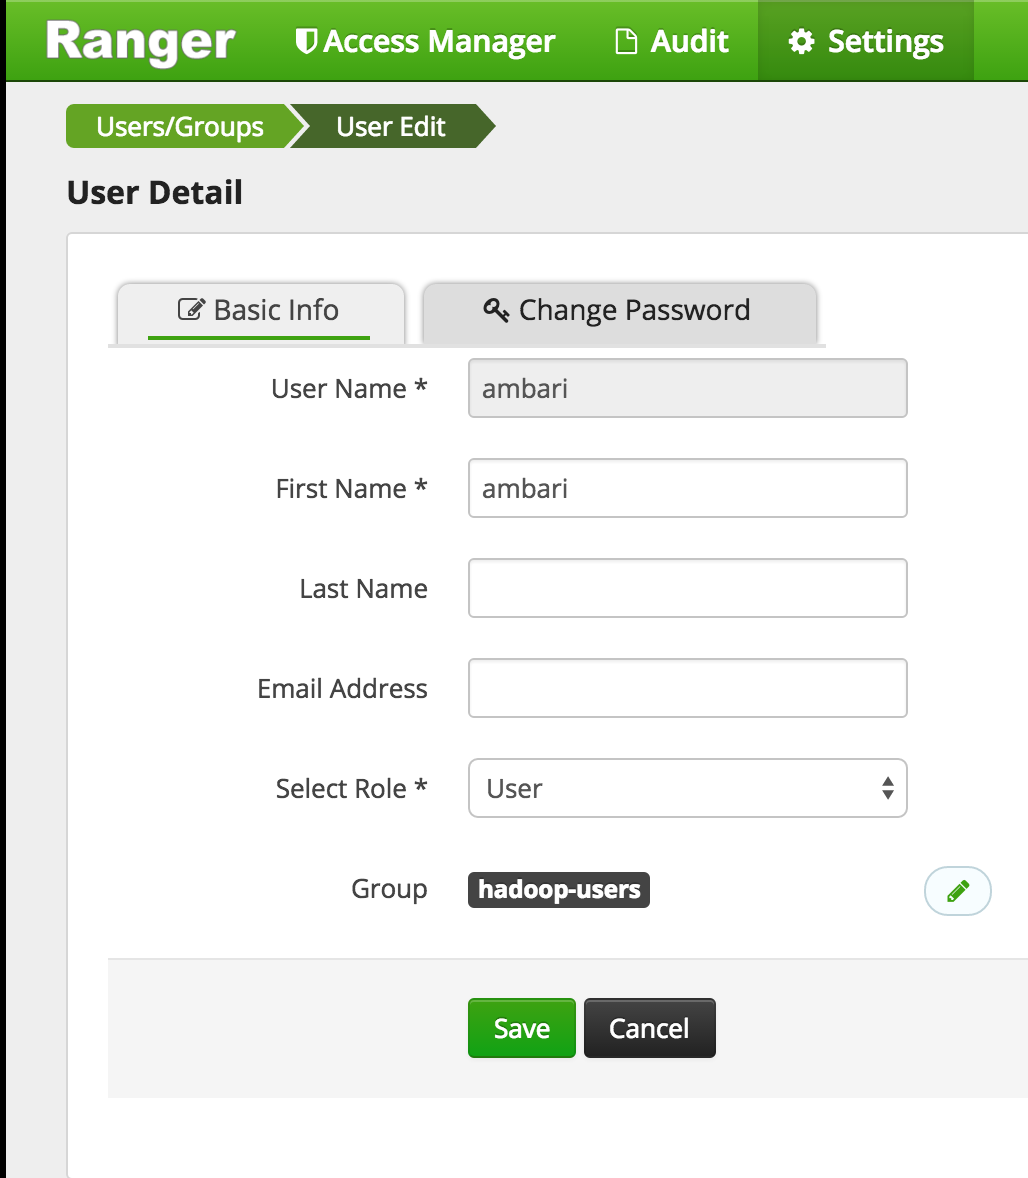 Ranger Access Manager Audit Settings
Users/Groups User Edit
User Detail
Basic Info Change Password
User Name * ambari
First Name * ambari
Last Name
Email Address
Select Role * User
Group hadoop-users
Save Cancel